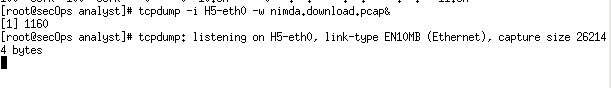 [root@secOps analyst]# tcpdump -i H5-eth0 -w nimda.download.pcap&
[1] 1160
[root@secOps analyst]# tcpdump: listening on H5-eth0, link-type EN10MB (Ethernet), capture size 26214
4 bytes